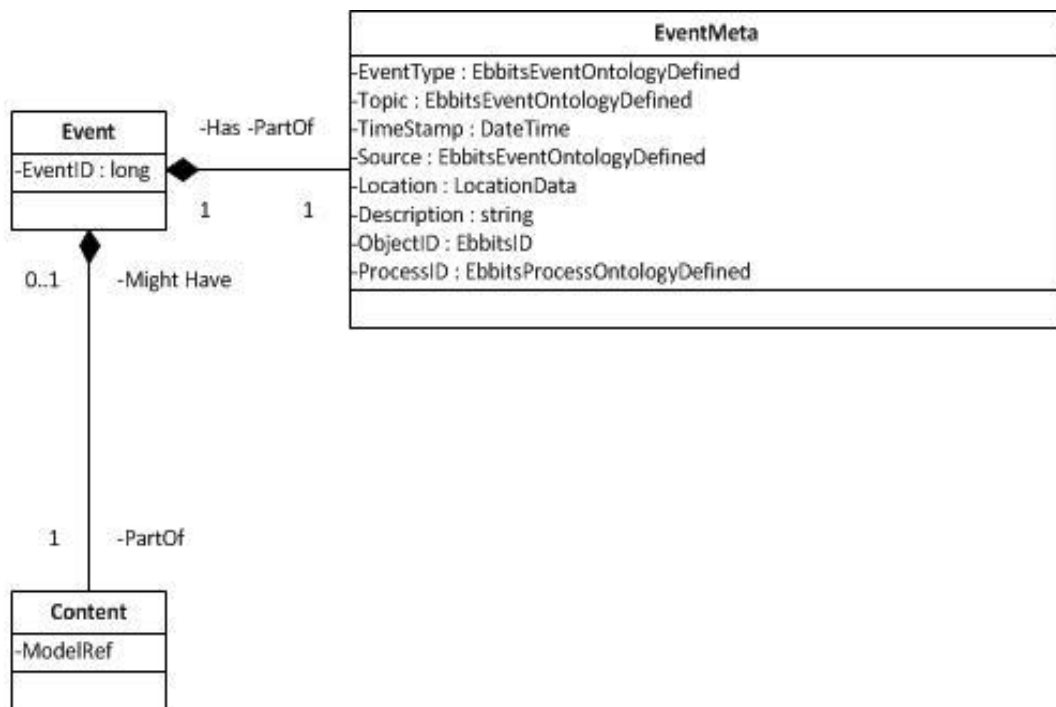 EventMeta
-EventType : EbbitsEventOntologyDefined
-Topic : EbbitsEventOntologyDefined
-TimeStamp : DateTime
-Source : EbbitsEventOntologyDefined
-Location : LocationData
-Description : string
-ObjectID : EbbitsID
-ProcessID : EbbitsProcessOntologyDefined
Event
-EventID : long
-Has -PartOf
1 1
0..1 -Might Have
1 -PartOf
Content
-ModelRef